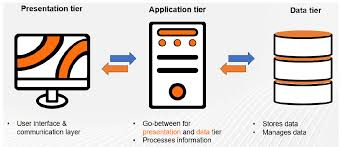 Presentation tier
Application tier
Data tier
• User interface &
communication layer
• Go-between for
presentation and data tier
• Processes information
• Stores data
• Manages data